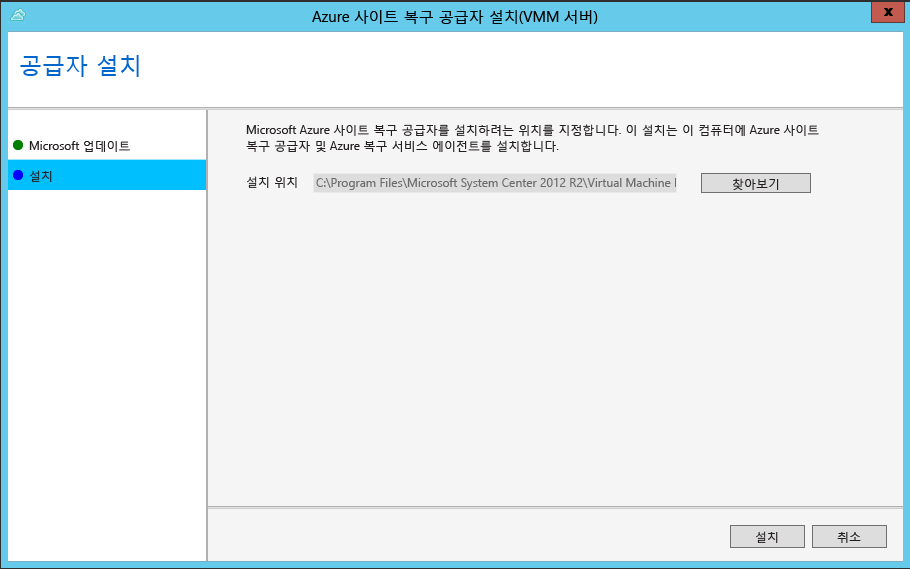 Azure 사이트 복구 공급자 설치(VMM 서버)
x
공급자 설치
Microsoft 업데이트
설치
Microsoft Azure 사이트 복구 공급자를 설치하려는 위치를 지정합니다. 이 설치는 이 컴퓨터에 Azure 사이트
복구 공급자 및 Azure 복구 서비스 에이전트를 설치합니다.
설치 위치
C:\Program Files\Microsoft System Center 2012 R2\Virtual Machine
찾아보기
설치
취소